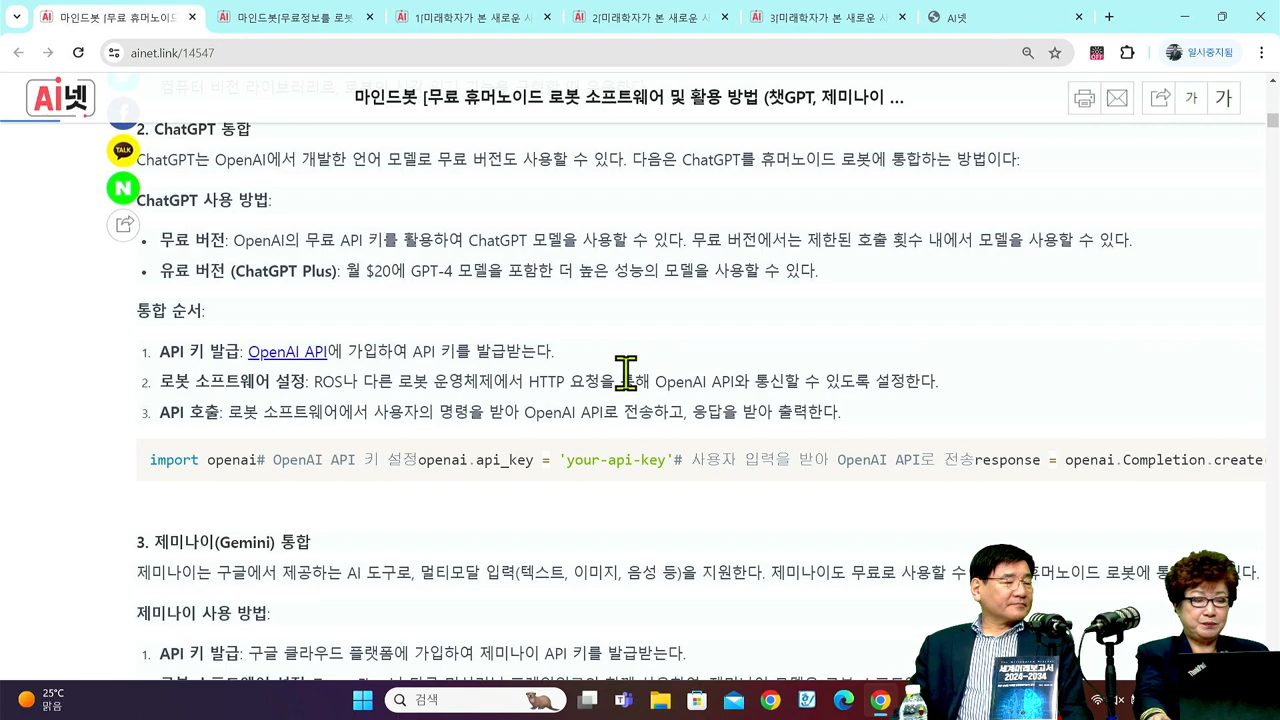 마인드봇 [무료 휴머노이드
마인드봇[무료정보를 로봇
1[미래학자가 본 새로운 시
2[미래학자가 본 새로운 시
3[미래학자가 본 새로운 시
AI넷
ainet.link/14547
OFF
일시중지됨
Ai넷
마인드봇 [무료 휴머노이드 로봇 소프트웨어 및 활용 방법 (챗GPT, 제미나이 ...
가 가
2. ChatGPT 통합
TALK
ChatGPT는 OpenAI에서 개발한 언어 모델로 무료 버전도 사용할 수 있다. 다음은 ChatGPT를 휴머노이드 로봇에 통합하는 방법이다:
N
ChatGPT 사용 방법:
• 무료 버전: OpenAI의 무료 API 키를 활용하여 ChatGPT 모델을 사용할 수 있다. 무료 버전에서는 제한된 호출 횟수 내에서 모델을 사용할 수 있다.
• 유료 버전 (ChatGPT Plus): 월 $20에 GPT-4 모델을 포함한 더 높은 성능의 모델을 사용할 수 있다.
통합 순서:
1. API 키 발급: OpenAI API에 가입하여 API 키를 발급받는다.
2. 로봇 소프트웨어 설정: ROS나 다른 로봇 운영체제에서 HTTP 요청을 통해 OpenAI API와 통신할 수 있도록 설정한다.
3. API 호출: 로봇 소프트웨어에서 사용자의 명령을 받아 OpenAI API로 전송하고, 응답을 받아 출력한다.
import openai# OpenAI API 키 설정openai.api_key = 'your-api-key'# 사용자 입력을 받아 OpenAI API로 전송response = openai.Completion.create(
3. 제미나이(Gemini) 통합
제미나이는 구글에서 제공하는 AI 도구로, 멀티모달 입력(텍스트, 이미지, 음성 등)을 지원한다. 제미나이도 무료로 사용할 수 휴머노이드 로봇에 통 있다.
제미나이 사용 방법:
1. API 키 발급: 구글 클라우드 플랫폼에 가입하여 제미나이 API 키를 발급받는다.
세계미래보고서
2024-2034
ThinkPad
25°C
맑음
검색